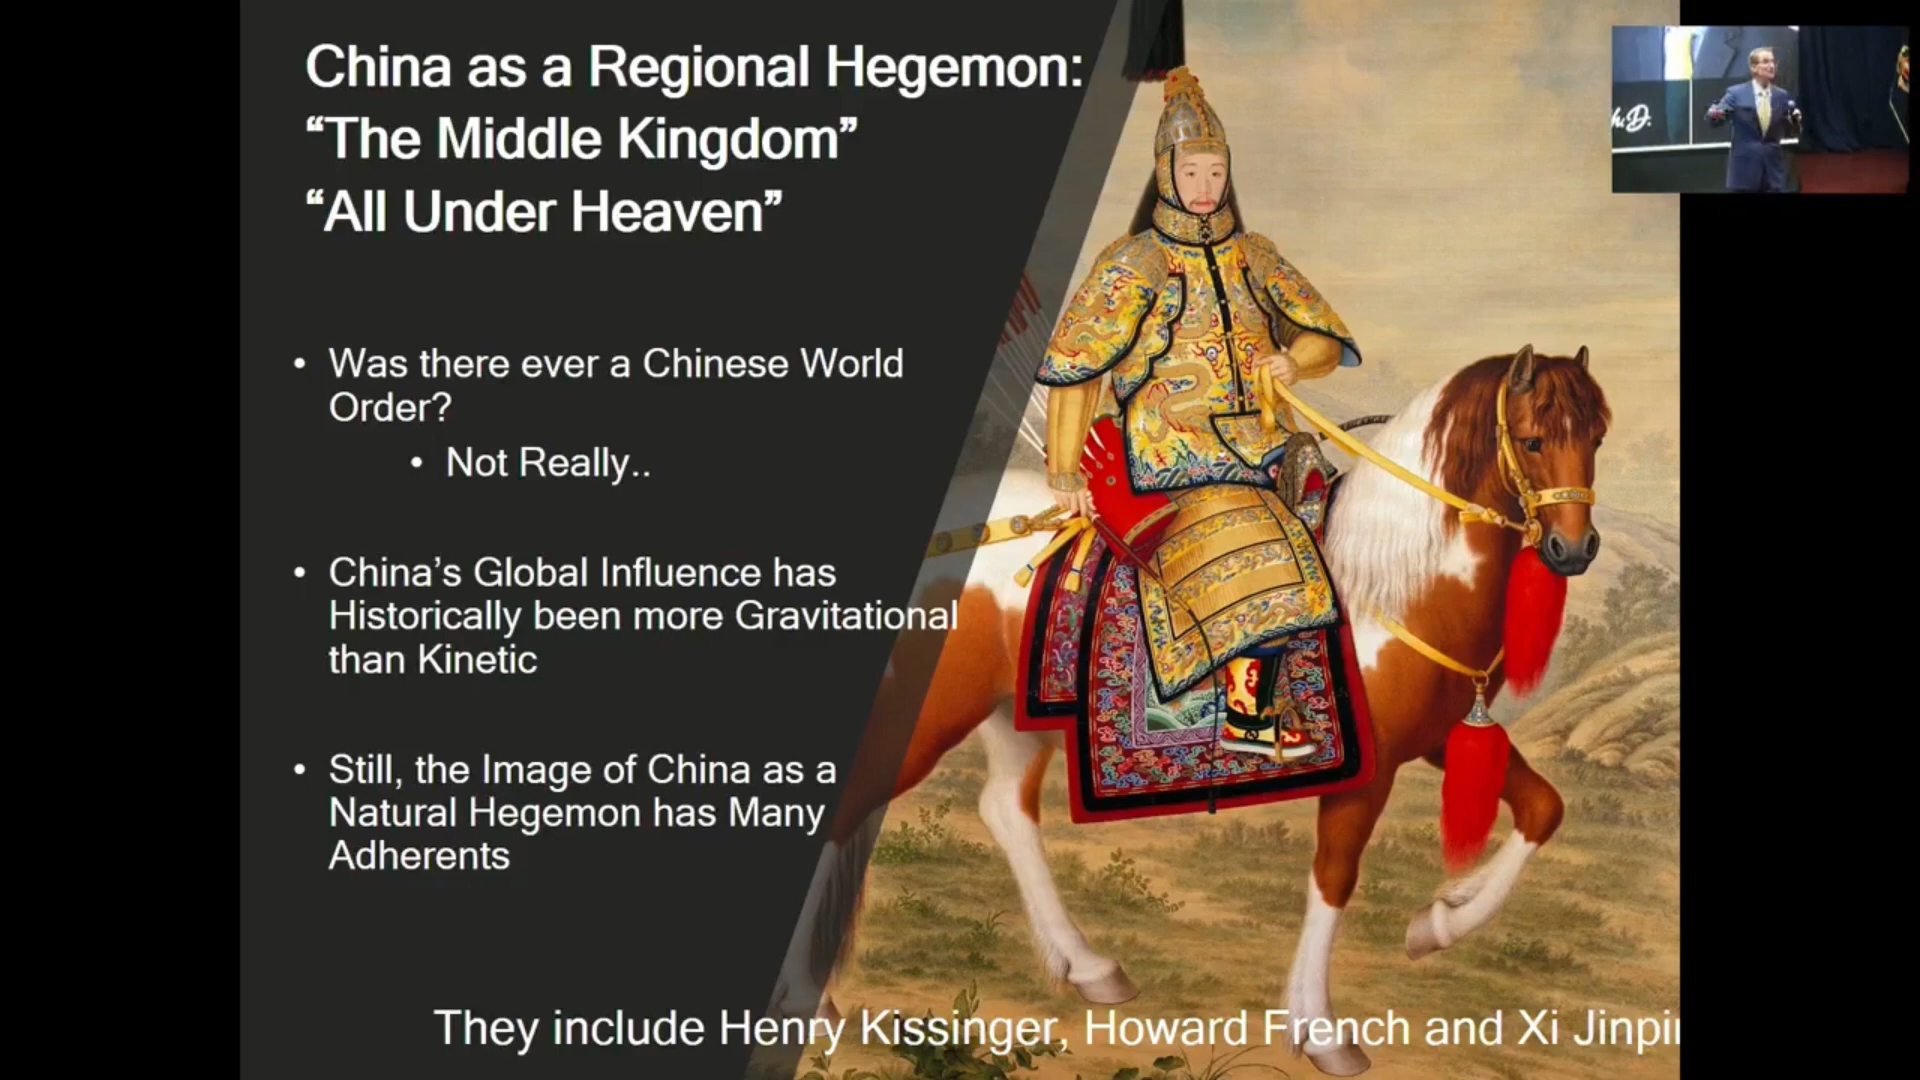 China as a Regional Hegemon:
“The Middle Kingdom”
“All Under Heaven”
• Was there ever a Chinese World
Order?
• Not Really..
• China’s Global Influence has
Historically been more Gravitational
than Kinetic
• Still, the Image of China as a
Natural Hegemon has Many
Adherents
They include Henry Kissinger, Howard French and Xi Jinpi
h.D.